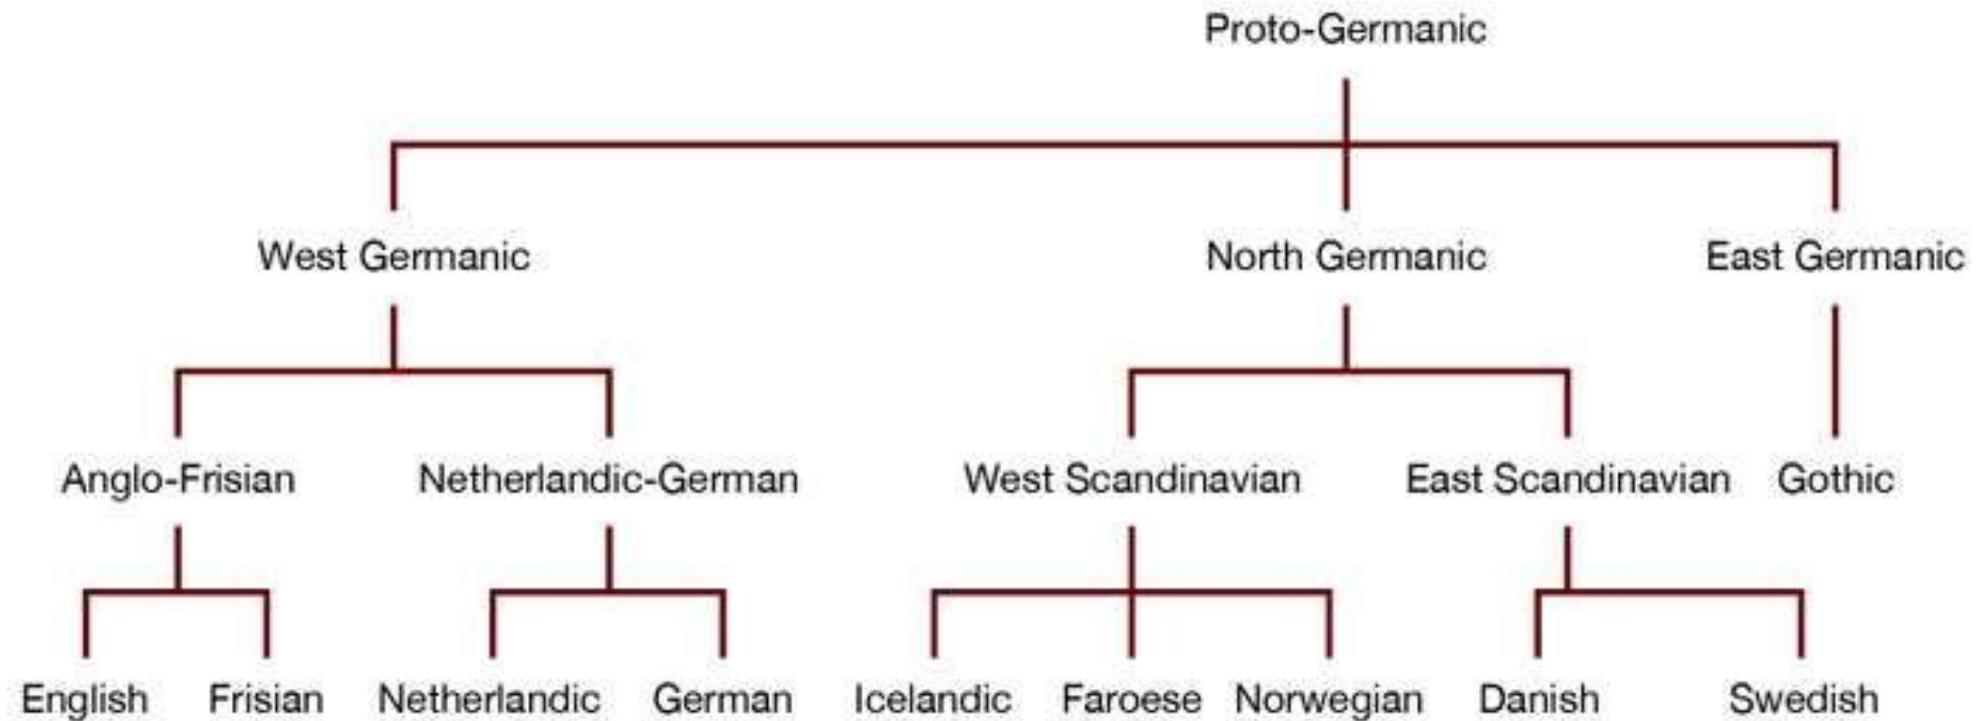 Proto-Germanic
West Germanic North Germanic East Germanic
Anglo-Frisian Netherlandic-German West Scandinavian East Scandinavian Gothic
English Frisian Netherlandic German Icelandic Faroese Norwegian Danish Swedish